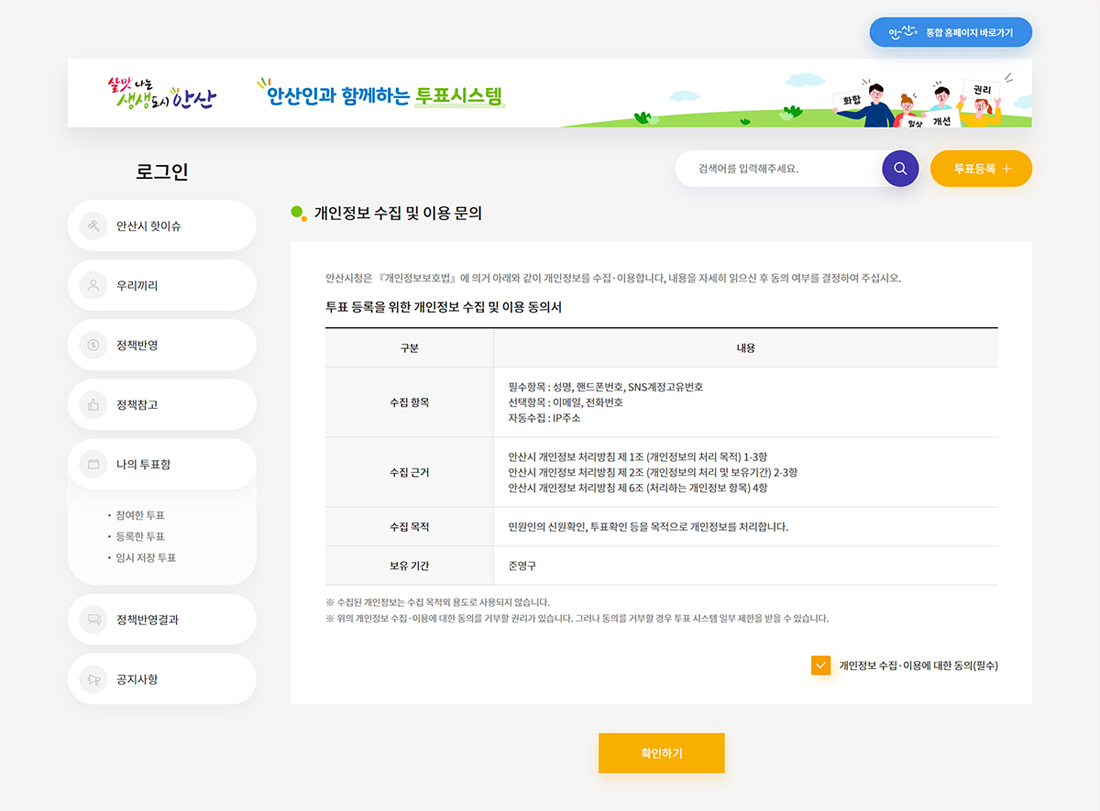 안산 통합 홈페이지 바로가기
살맛나는
생생도시 안산
안산인과 함께하는 투표시스템
화합
일상
개선
권리
로그인
검색어를 입력해주세요.
투표등록 +
안산시 핫이슈
우리끼리
정책반영
정책참고
나의 투표함
· 참여한 투표
· 등록한 투표
· 임시 저장 투표
정책반영결과
공지사항
개인정보 수집 및 이용 문의
안산시청은 『개인정보보호법』에 의거 아래와 같이 개인정보를 수집·이용합니다, 내용을 자세히 읽으신 후 동의 여부를 결정하여 주십시오.
투표 등록을 위한 개인정보 수집 및 이용 동의서
구분 내용
수집 항목
필수항목 : 성명, 핸드폰번호, SNS계정고유번호
선택항목 : 이메일, 전화번호
자동수집 : IP주소
수집 근거
안산시 개인정보 처리방침 제 1조 (개인정보의 처리 목적) 1-3항
안산시 개인정보 처리방침 제 2조 (개인정보의 처리 및 보유기간) 2-3항
안산시 개인정보 처리방침 제 6조 (처리하는 개인정보 항목) 4항
수집 목적 민원인의 신원확인, 투표확인 등을 목적으로 개인정보를 처리합니다.
보유 기간 준영구
※ 수집된 개인정보는 수집 목적외 용도로 사용되지 않습니다.
※ 위의 개인정보 수집·이용에 대한 동의를 거부할 권리가 있습니다. 그러나 동의를 거부할 경우 투표 시스템 일부 제한을 받을 수 있습니다.
개인정보 수집·이용에 대한 동의(필수)
확인하기